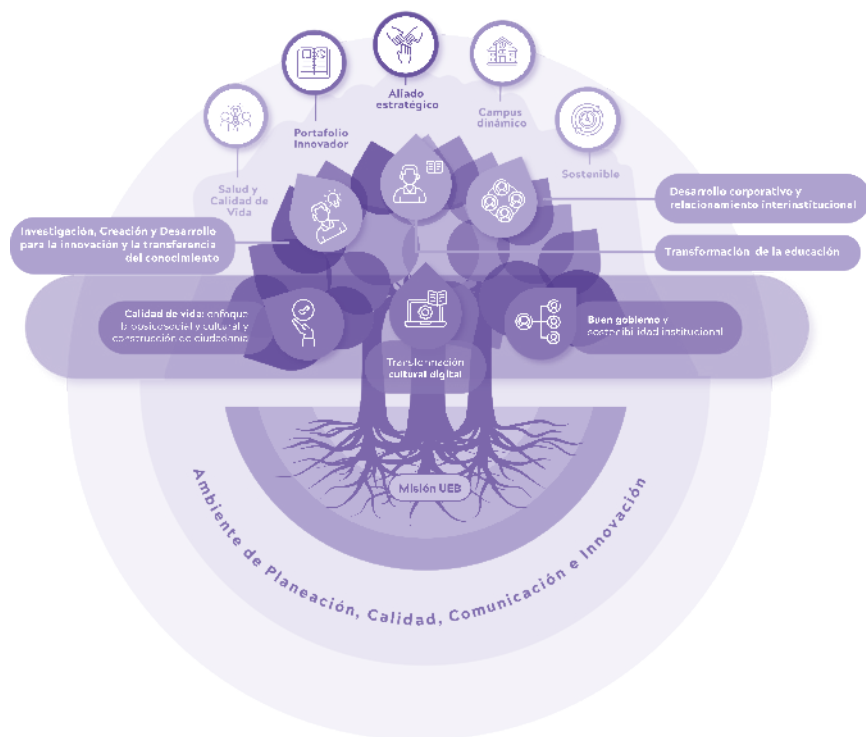 Aliado
estratégico
Campus
dinámico
Portafolio
Innovador
Sostenible
Salud y
Calidad de
Vida
Desarrollo corporativo y
relacionamiento interinstitucional
Investigación, Creación y Desarrollo
para la innovación y la transferencia
del conocimiento
Transformación de la educación
Calidad de vida: enfoque
biopsicosocial y cultural y
construcción de ciudadanía
Buen gobierno y
sostenibilidad institucional
Transformación
cultural digital
Misión UEB
Ambiente de Planeación, Calidad, Comunicación e Innovación